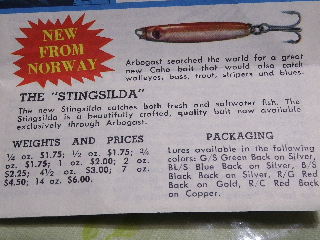 NEW
FROM
NORWAY
Arbogast searched the world for a great
new Coho bait that would also catch
walleyes, bass, trout, stripers and blues.
THE "STINGSILDA"
The new Stingsilda catches both fresh and saltwater fish. The
Stingsilda is a beautifully crafted, quality bait now available
exclusively through Arbogast.
WEIGHTS AND PRICES
¼ oz. $1.75; ½ oz. $1.75; ¾
oz. $1.75; 1 oz. $2.00; 2 oz.
$2.25; 4½ oz. $3.00; 7 oz.
$4.50; 14 oz. $6.00.
PACKAGING
Lures available in the following
colors: G/S Green Back on Silver,
Bk/S Blue Back on Silver, B/S
Black Back on Silver, R/G Red
Back on Gold, R/C Red Back
on Copper.